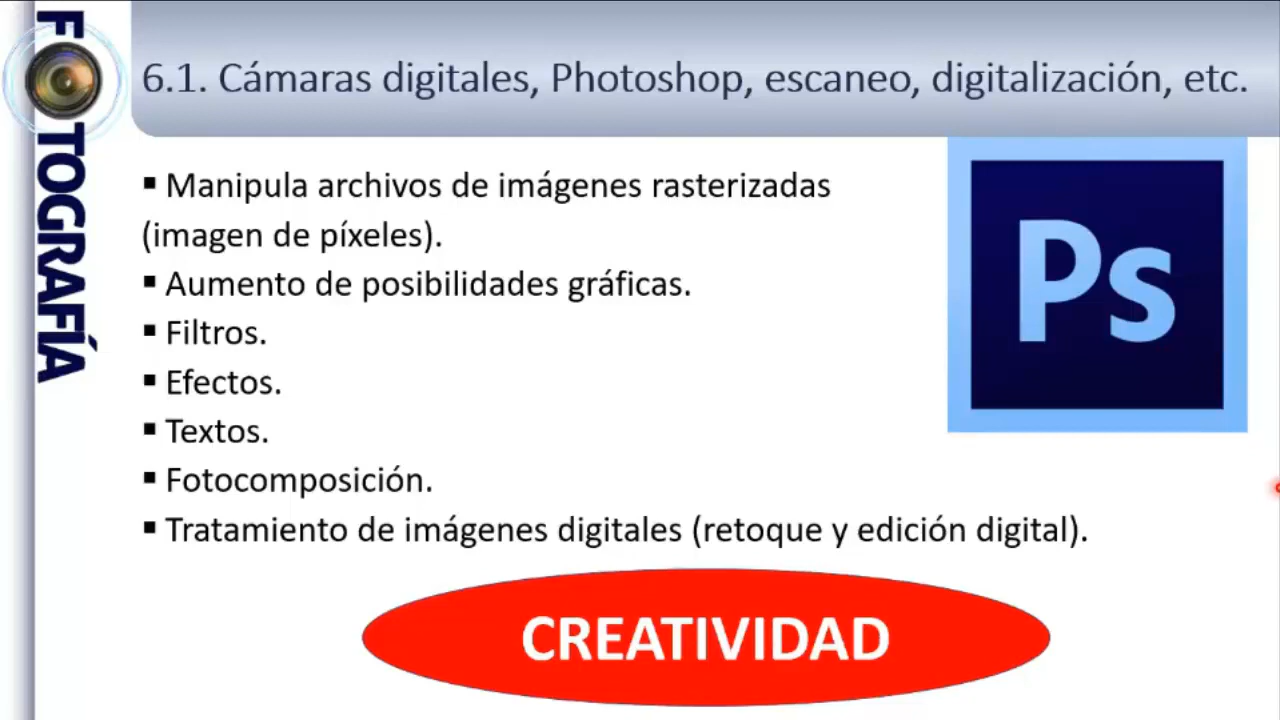 F TOGRAFÍA
6.1. Cámaras digitales, Photoshop, escaneo, digitalización, etc.
▪ Manipula archivos de imágenes rasterizadas
(imagen de píxeles).
▪ Aumento de posibilidades gráficas.
▪ Filtros.
▪ Efectos.
▪ Textos.
▪ Fotocomposición.
▪ Tratamiento de imágenes digitales (retoque y edición digital).
Ps
CREATIVIDAD